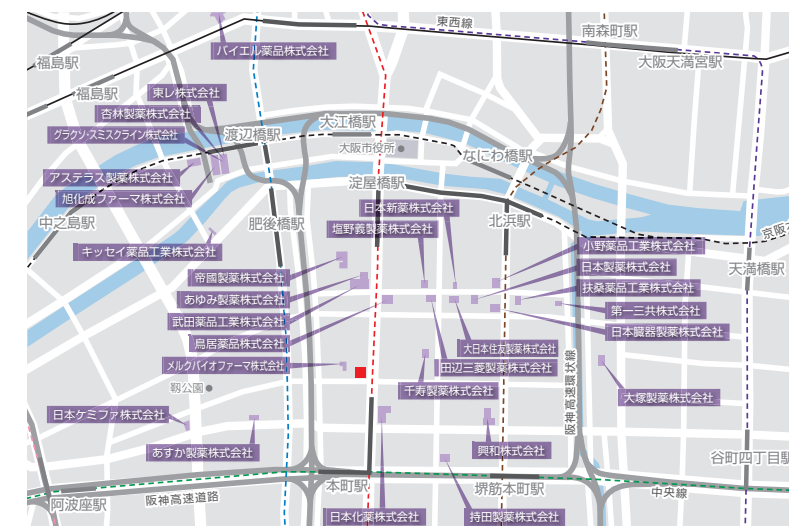 東西線
南森町駅
バイエル薬品株式会社
福島駅
大阪天満宮駅
福島駅
東レ株式会社
杏林製薬株式会社
大江橋駅
グラクソ・スミスクライン株式会社
渡辺橋駅
大阪市役所
なにわ橋駅
アステラス製薬株式会社
淀屋橋駅
旭化成ファーマ株式会社
日本新薬株式会社
中之島駅
肥後橋駅
塩野義製薬株式会社
北浜駅
京阪
キッセイ薬品工業株式会社
小野薬品工業株式会社
日本製薬株式会社
天満橋駅
帝國製薬株式会社
扶桑薬品工業株式会社
あゆみ製薬株式会社
第一三共株式会社
武田薬品工業株式会社
日本臓器製薬株式会社
鳥居薬品株式会社
大日本住友製薬株式会社
メルクバイオファーマ株式会社
田辺三菱製薬株式会社
阪神高速環状線
靱公園
千寿製薬株式会社
大塚製薬株式会社
日本ケミファ株式会社
あすか製薬株式会社
興和株式会社
谷町四丁目駅
本町駅
堺筋本町駅
中央線
阪神高速道路
阿波座駅
日本化薬株式会社
持田製薬株式会社